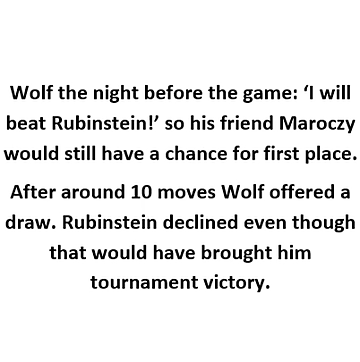 Wolf the night before the game: ‘I will
beat Rubinstein!’ so his friend Maroczy
would still have a chance for first place.
After around 10 moves Wolf offered a
draw. Rubinstein declined even though
that would have brought him
tournament victory.